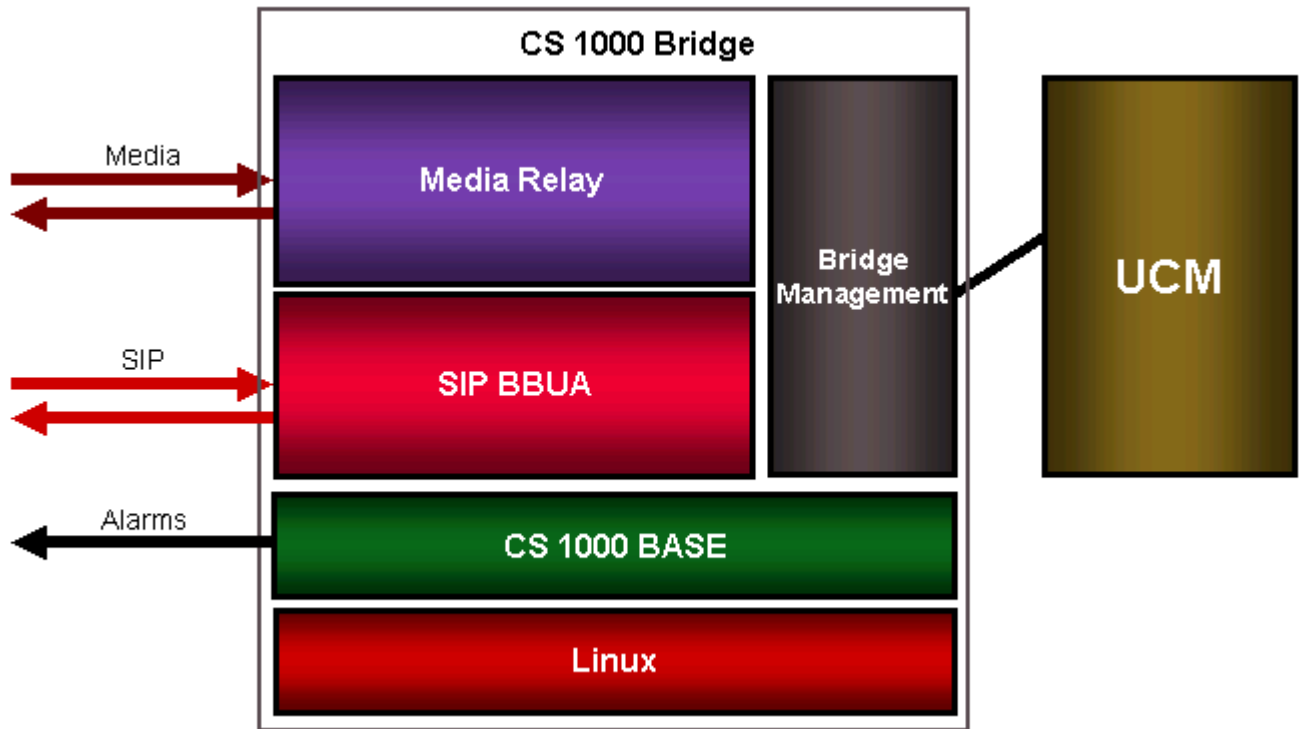 CS 1000 Bridge
Media
Media Relay
Bridge
Management
UCM
SIP
SIP BBUA
Alarms
CS 1000 BASE
Linux